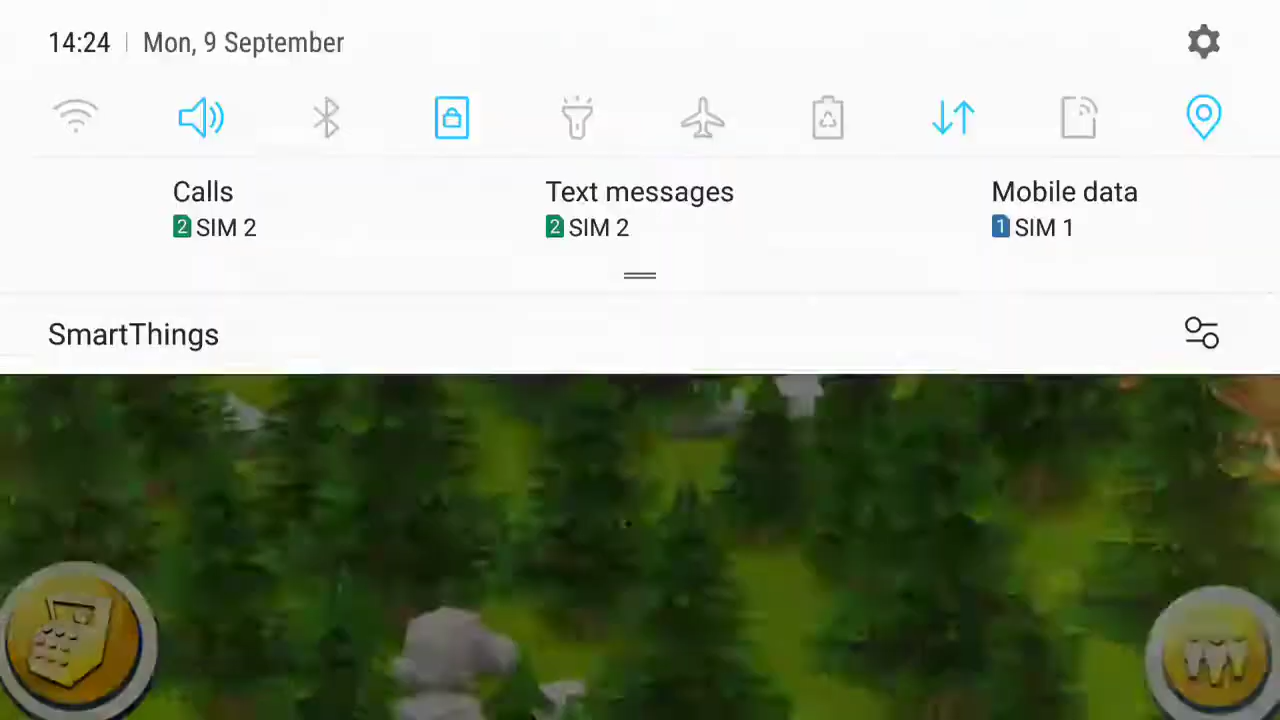 14:24 | Mon, 9 September
Calls
2 SIM 2
Text messages
2 SIM 2
Mobile data
1 SIM 1
SmartThings